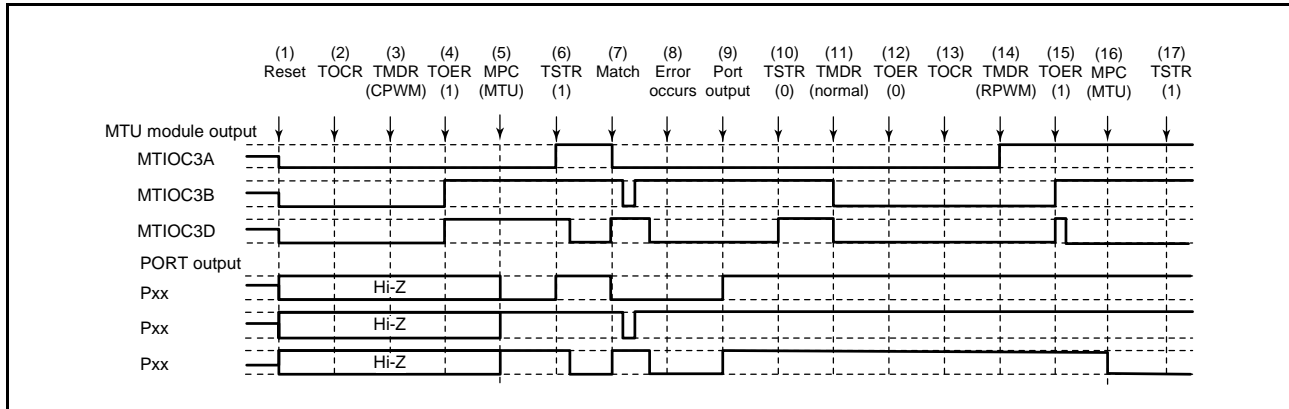 (1) (2) (3) (4) (5) (6) (7) (8) (9) (10) (11) (12) (13) (14) (15) (16) (17)
Reset TOCR TMDR TOER MPC TSTR Match Error Port TSTR TMDR TOER TOCR TMDR TOER MPC TSTR
(CPWM) (1) (MTU) (1) occurs output (0) (normal) (0) (RPWM) (1) (MTU) (1)
MTU module output
MTIOC3A
MTIOC3B
MTIOC3D
PORT output
Pxx Hi-Z
Pxx Hi-Z
Pxx Hi-Z